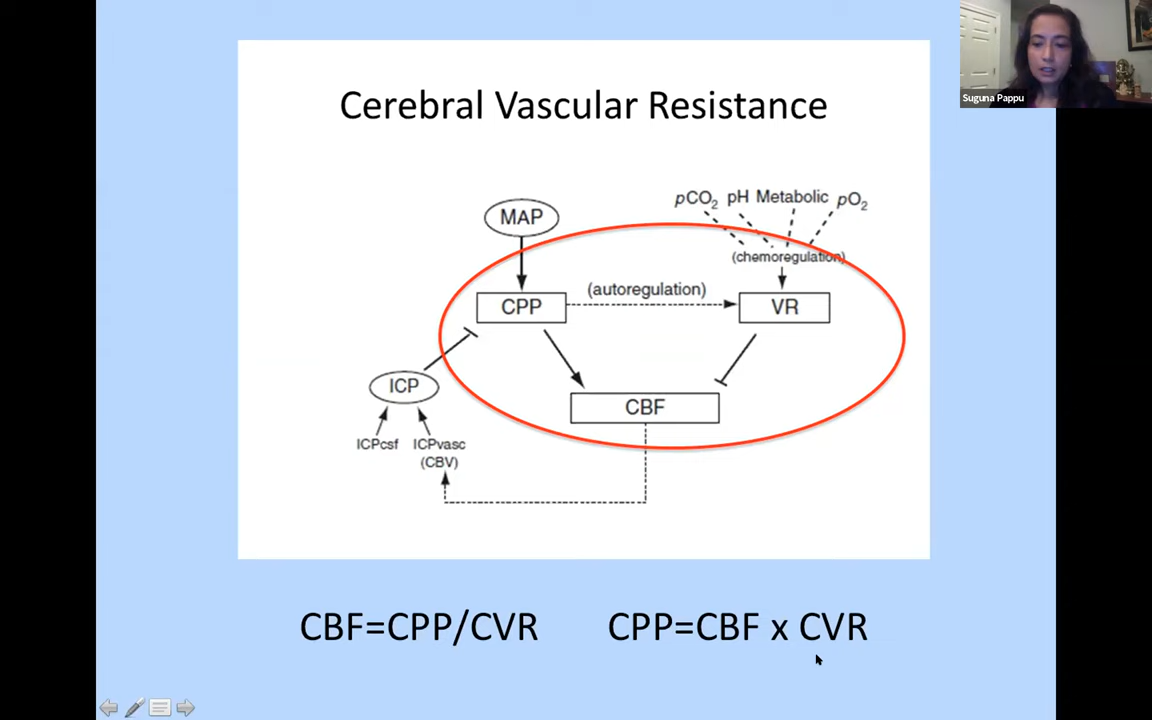 Suguna Pappu
Cerebral Vascular Resistance
pCO2 pH Metabolic pO2
MAP
(chemoregulation)
(autoregulation)
CPP
VR
ICP
CBF
ICPcsf ICPvasc
(CBV)
CBF=CPP/CVR CPP=CBF x CVR